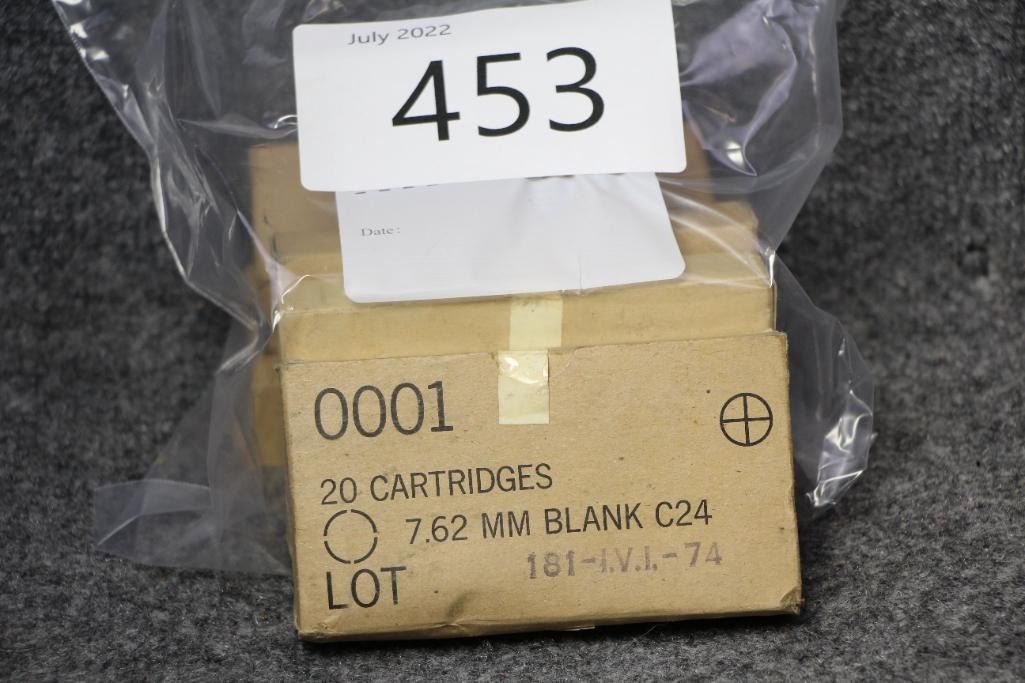 July 2022
453
Date:
0001
20 CARTRIDGES
7.62 MM BLANK C24
LOT 181-I.V.I.-74